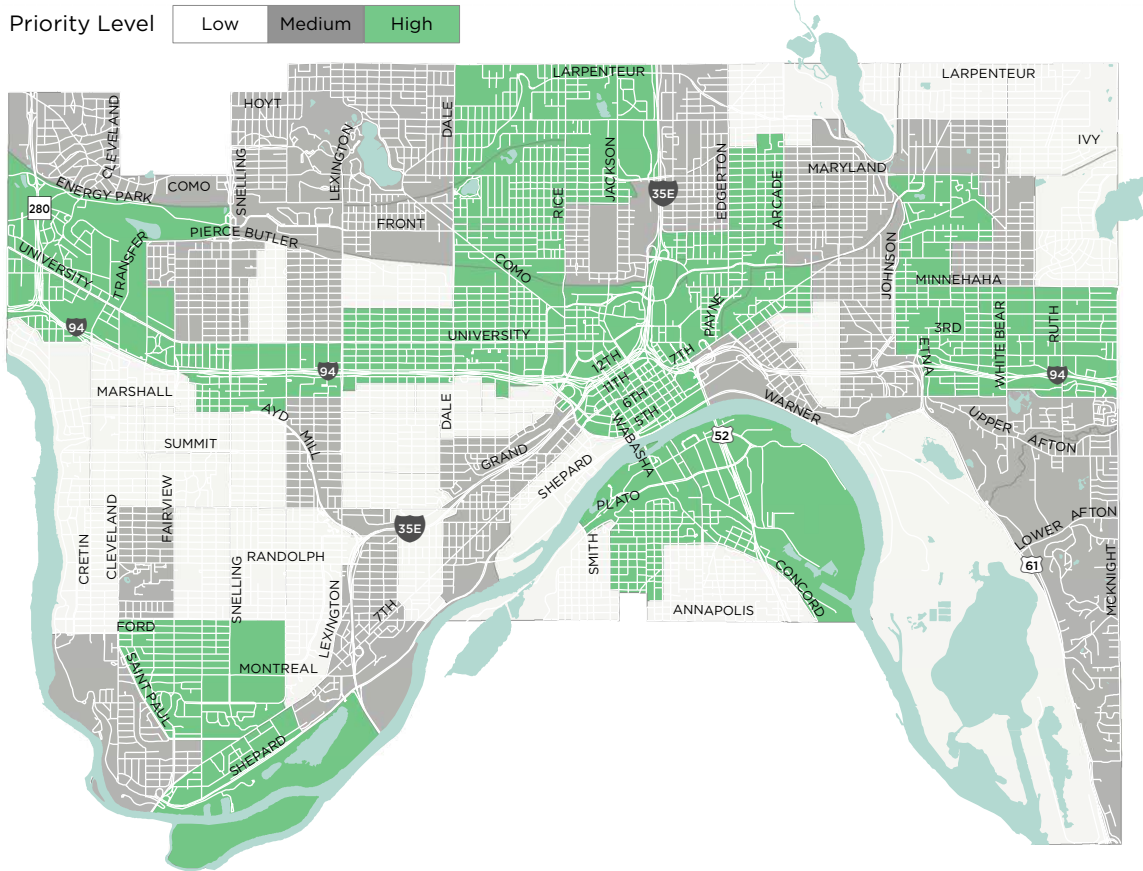 Priority Level Low Medium High
LARPENTEUR
LARPENTEUR
HOYT
CLEVELAND
DALE
LEXINGTON
IVY
SNELLING
EDGERTON
JACKSON
MARYLAND
ARCADE
RICE
COMO
ENERGY PARK
35E
280
FRONT
PIERCE BUTLER
UNIVERSITY
TRANSFER
COMO
JOHNSON
MINNEHAHA
PAYNE
94
UNIVERSITY
3RD
WHITE BEAR
RUTH
ETNA
12TH
7TH
94
94
11TH
MARSHALL
6TH
5TH
AYD MILL
DALE
WARNER
WABASHA
UPPER AFTON
52
SUMMIT
GRAND
SHEPARD
FAIRVIEW
PLATO
CLEVELAND
35E
LOWER AFTON
CRETIN
SMITH
RANDOLPH
61
SNELLING
CONCORD
MCKNIGHT
LEXINGTON
7TH
ANNAPOLIS
FORD
SAINT PAUL
MONTREAL
SHEPARD